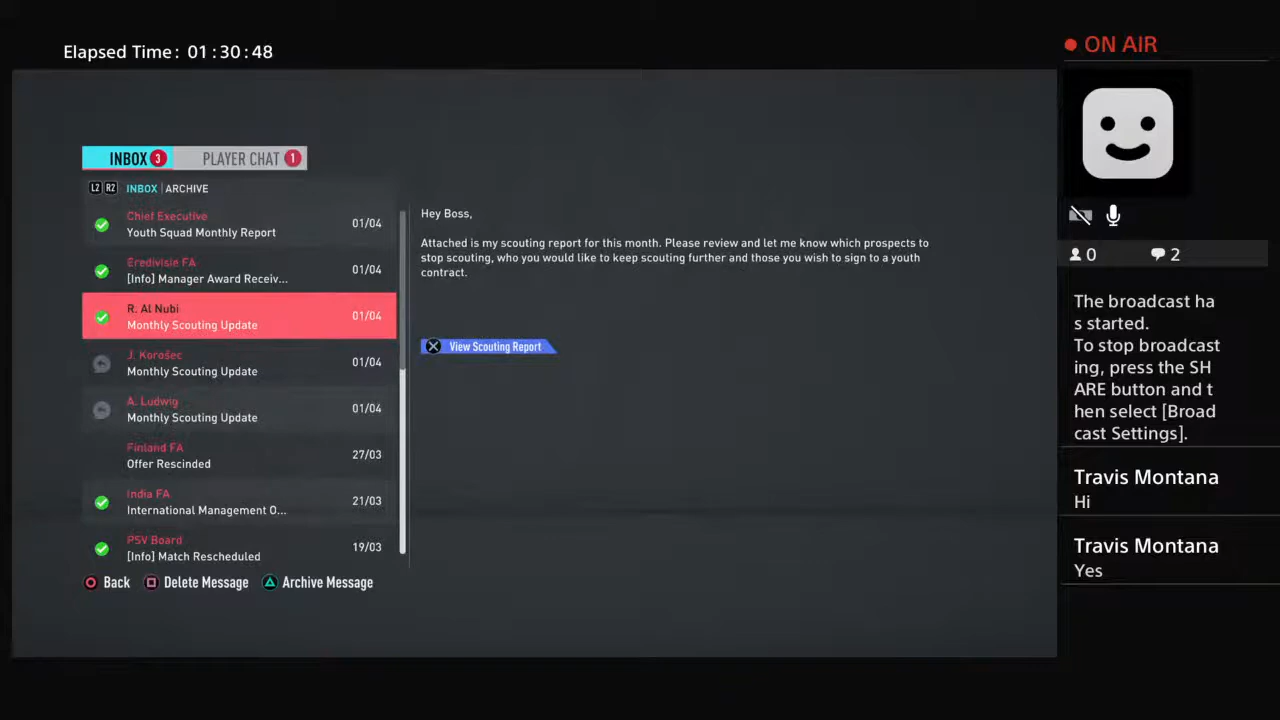 Elapsed Time: 01:30:48
ON AIR
INBOX 3
PLAYER CHAT 1
L2 R2 INBOX | ARCHIVE
Chief Executive
Youth Squad Monthly Report
01/04
Eredivisie FA
[Info] Manager Award Receiv...
01/04
R. Al Nubi
Monthly Scouting Update
01/04
J. Korošec
Monthly Scouting Update
01/04
A. Ludwig
Monthly Scouting Update
01/04
Finland FA
Offer Rescinded
27/03
India FA
International Management O...
21/03
PSV Board
[Info] Match Rescheduled
19/03
Back
Delete Message
Archive Message
Hey Boss,
Attached is my scouting report for this month. Please review and let me know which prospects to
stop scouting, who you would like to keep scouting further and those you wish to sign to a youth
contract.
View Scouting Report
0
2
The broadcast ha
s started.
To stop broadcast
ing, press the SH
ARE button and t
hen select [Broad
cast Settings].
Travis Montana
Hi
Travis Montana
Yes